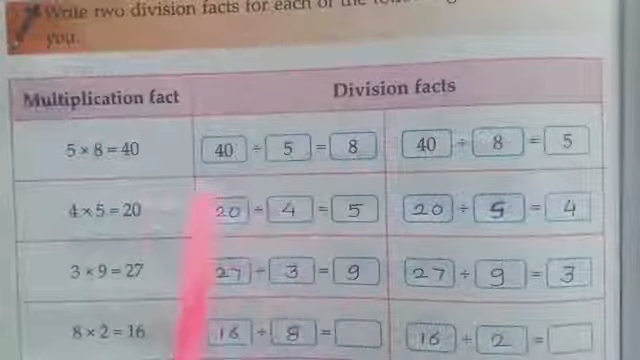 Write two division facts for each of the
you.
Multiplication fact Division facts
5 × 8 = 40 40 ÷ 5 = 8 40 ÷ 8 = 5
4 × 5 = 20 20 ÷ 4 = 5 20 ÷ 5 = 4
3 × 9 = 27 27 ÷ 3 = 9 27 ÷ 9 = 3
8 × 2 = 16 16 ÷ 8 = 16 ÷ 2 =